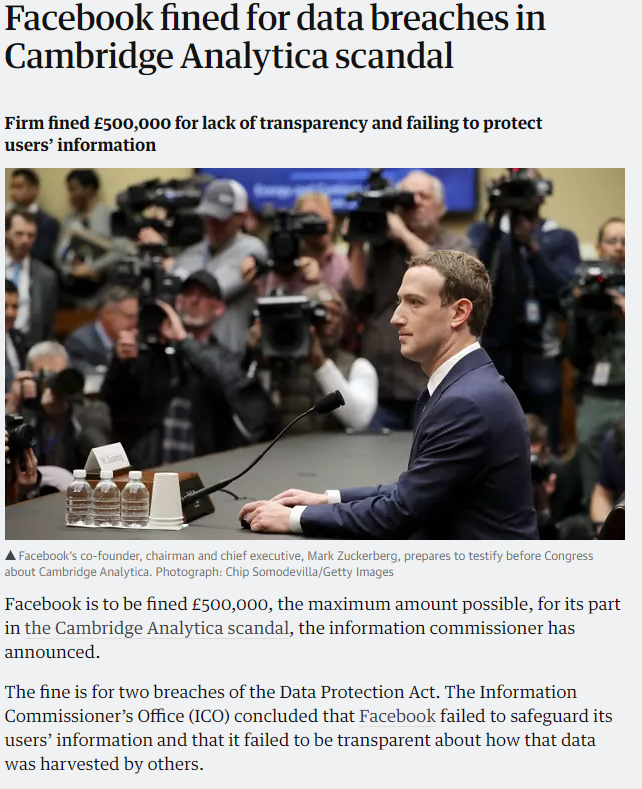 Facebook fined for data breaches in
Cambridge Analytica scandal
Firm fined £500,000 for lack of transparency and failing to protect
users’ information
▲ Facebook’s co-founder, chairman and chief executive, Mark Zuckerberg, prepares to testify before Congress
about Cambridge Analytica. Photograph: Chip Somodevilla/Getty Images
Facebook is to be fined £500,000, the maximum amount possible, for its part
in the Cambridge Analytica scandal, the information commissioner has
announced.
The fine is for two breaches of the Data Protection Act. The Information
Commissioner’s Office (ICO) concluded that Facebook failed to safeguard its
users’ information and that it failed to be transparent about how that data
was harvested by others.